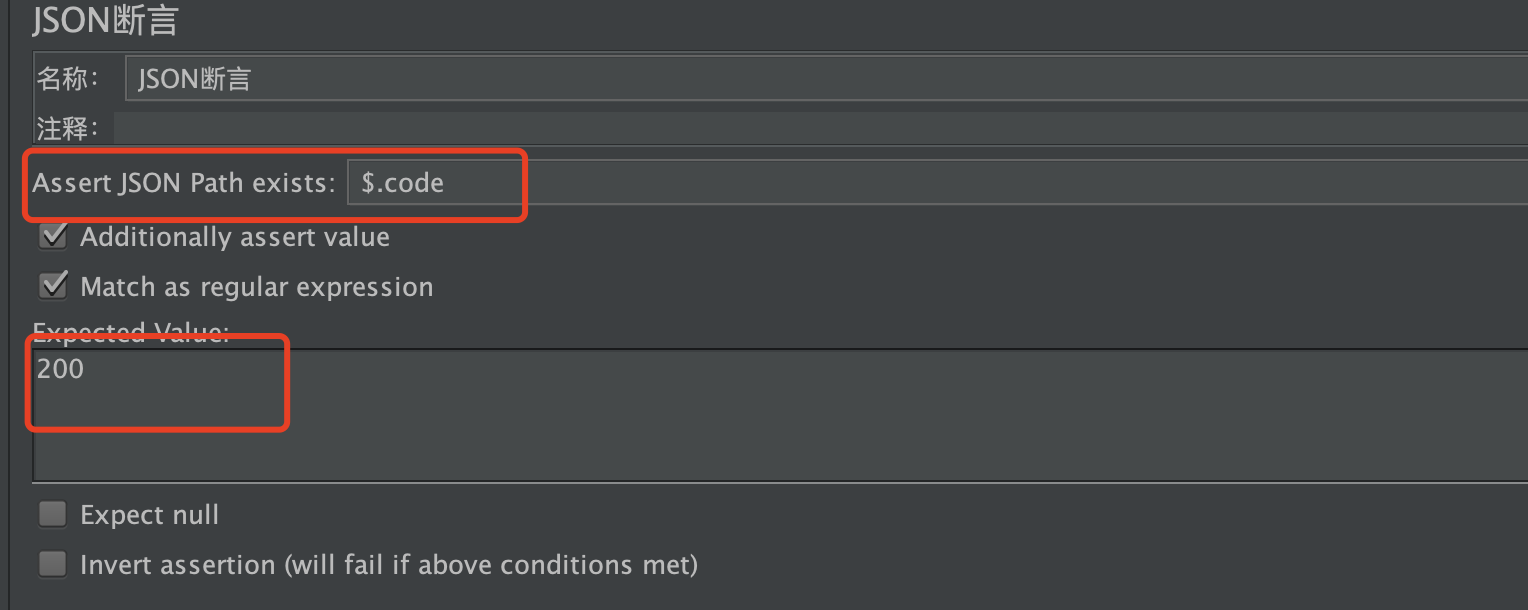 JSON断言
名称： JSON断言
注释：
Assert JSON Path exists: $.code
Additionally assert value
Match as regular expression
Expected Value:
200
Expect null
Invert assertion (will fail if above conditions met)